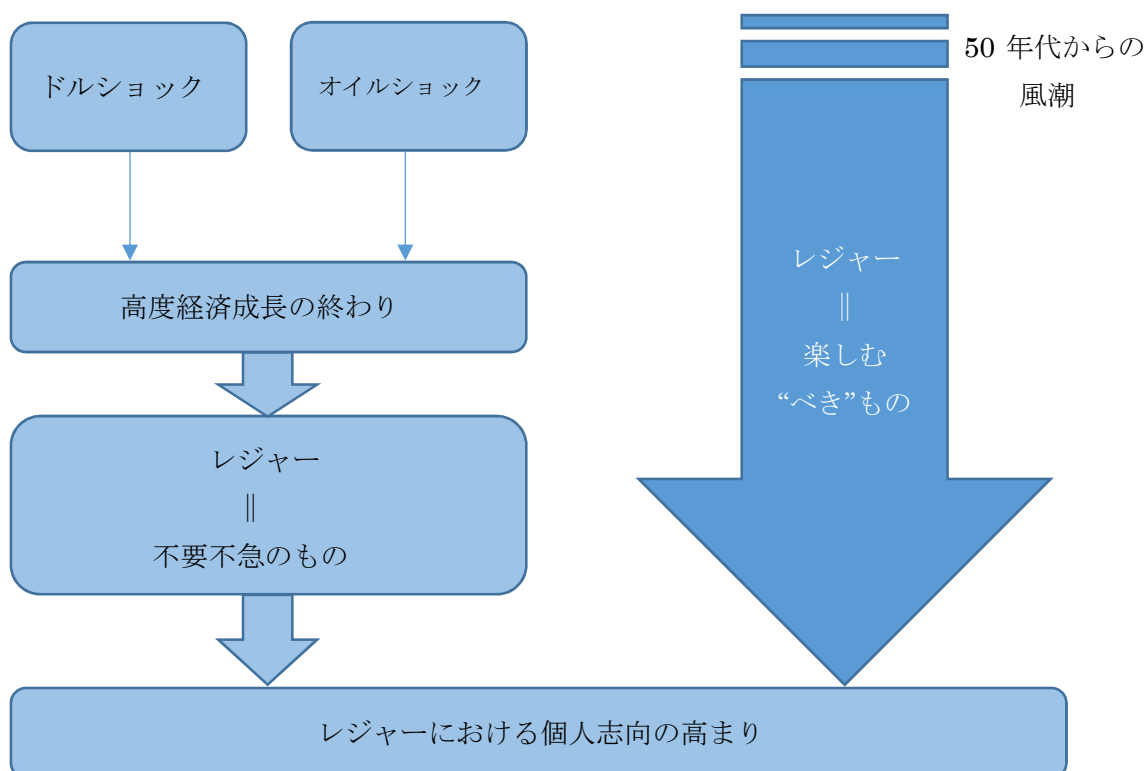 ドルショック
オイルショック
高度経済成長の終わり
レジャー
‖
不要不急のもの
50 年代からの
風潮
レジャー
‖
楽しむ
“べき”もの
レジャーにおける個人志向の高まり